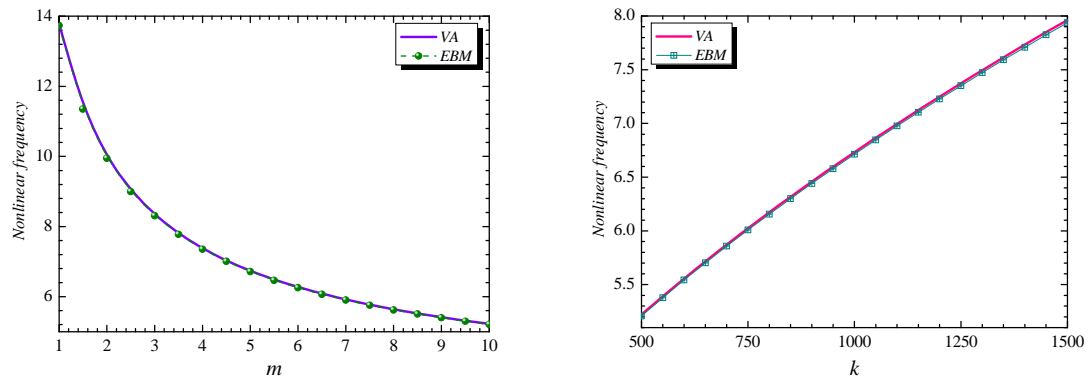 14
12
10
8
6
Nonlinear frequency
VA
EBM
1 2 3 4 5 6 7 8 9 10
m
8.0
7.5
7.0
6.5
6.0
5.5
Nonlinear frequency
VA
EBM
500 750 1000 1250 1500
k